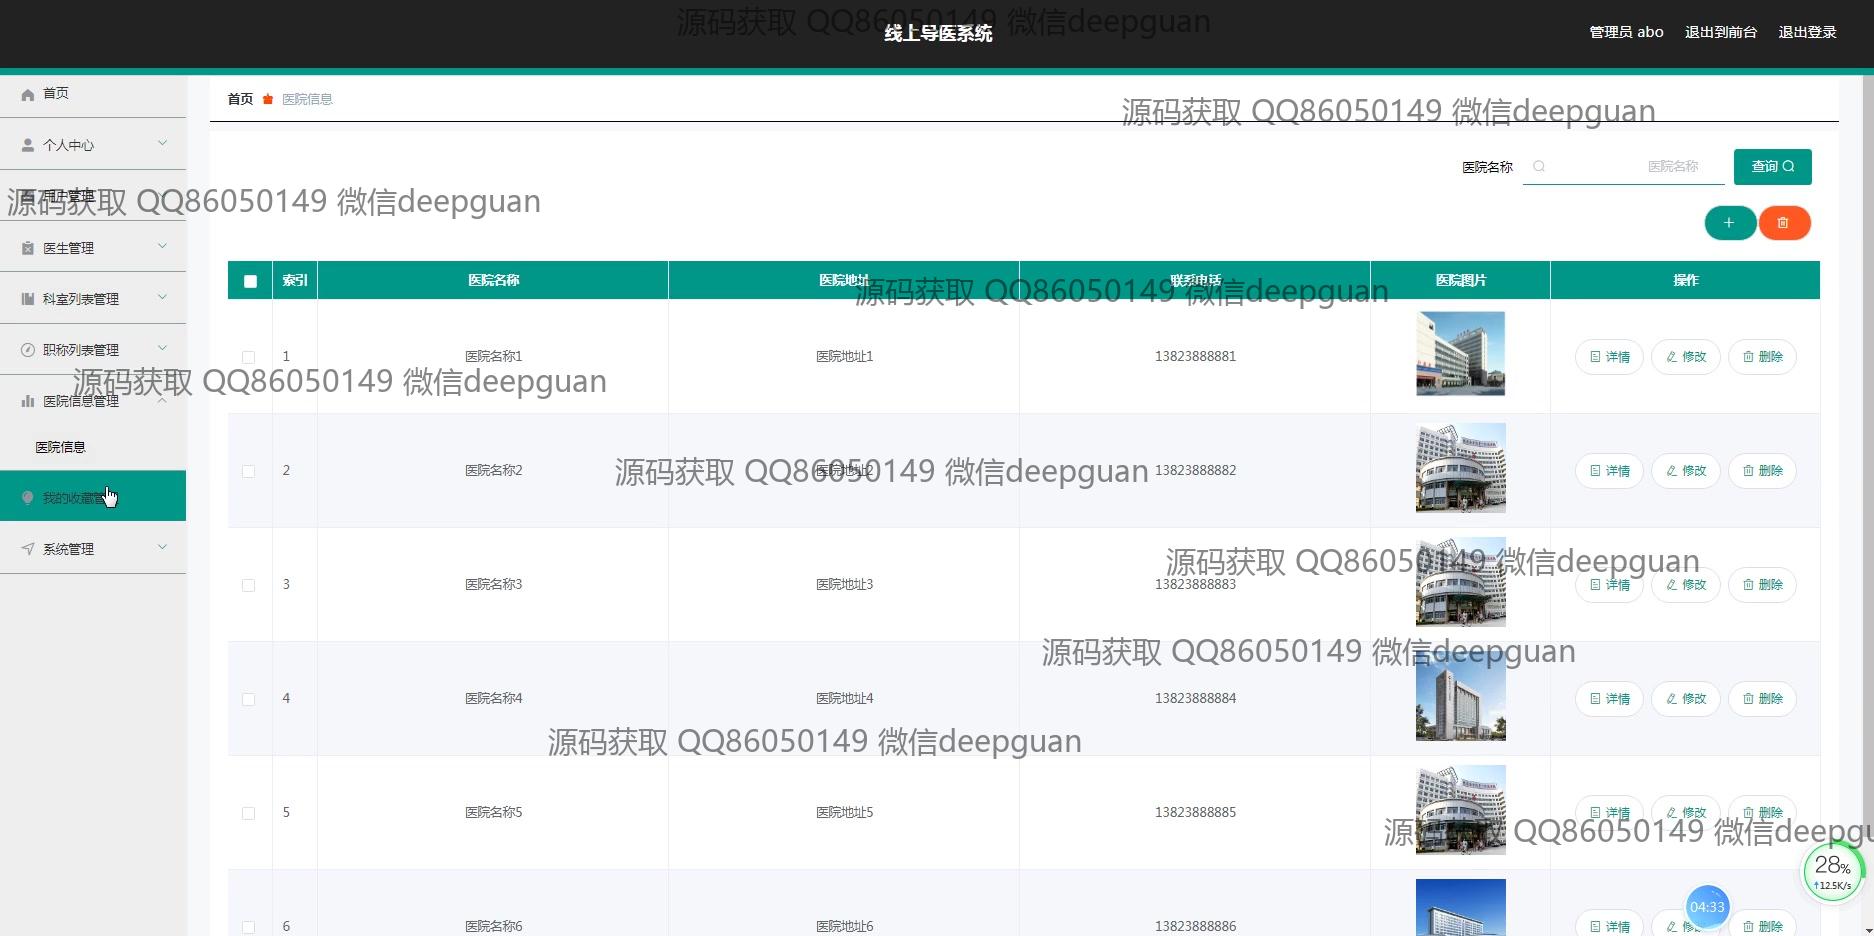 线上导医系统
管理员 abo 退出到前台 退出登录
源码获取 QQ86050149 微信deepguan
首页
个人中心
用户管理
医生管理
科室列表管理
职称列表管理
医院信息管理
医院信息
我的收藏管
系统管理
首页 医院信息
源码获取 QQ86050149 微信deepguan
医院名称 医院名称 查询
源码获取 QQ86050149 微信deepguan
索引 医院名称 医院地址 联系电话 医院图片 操作
源码获取 QQ86050149 微信deepguan
1 医院名称1 医院地址1 13823888881 详情 修改 删除
源码获取 QQ86050149 微信deepguan
2 医院名称2 医院地址2 13823888882 详情 修改 删除
源码获取 QQ86050149 微信deepguan
3 医院名称3 医院地址3 13823888883 详情 修改 删除
源码获取 QQ86050149 微信deepguan
源码获取 QQ86050149 微信deepguan
4 医院名称4 医院地址4 13823888884 详情 修改 删除
源码获取 QQ86050149 微信deepguan
5 医院名称5 医院地址5 13823888885 详情 修改 删除
源码获取 QQ86050149 微信deepgu
28%
12.5K/s
04:33
6 医院名称6 医院地址6 13823888886 详情 修 删除